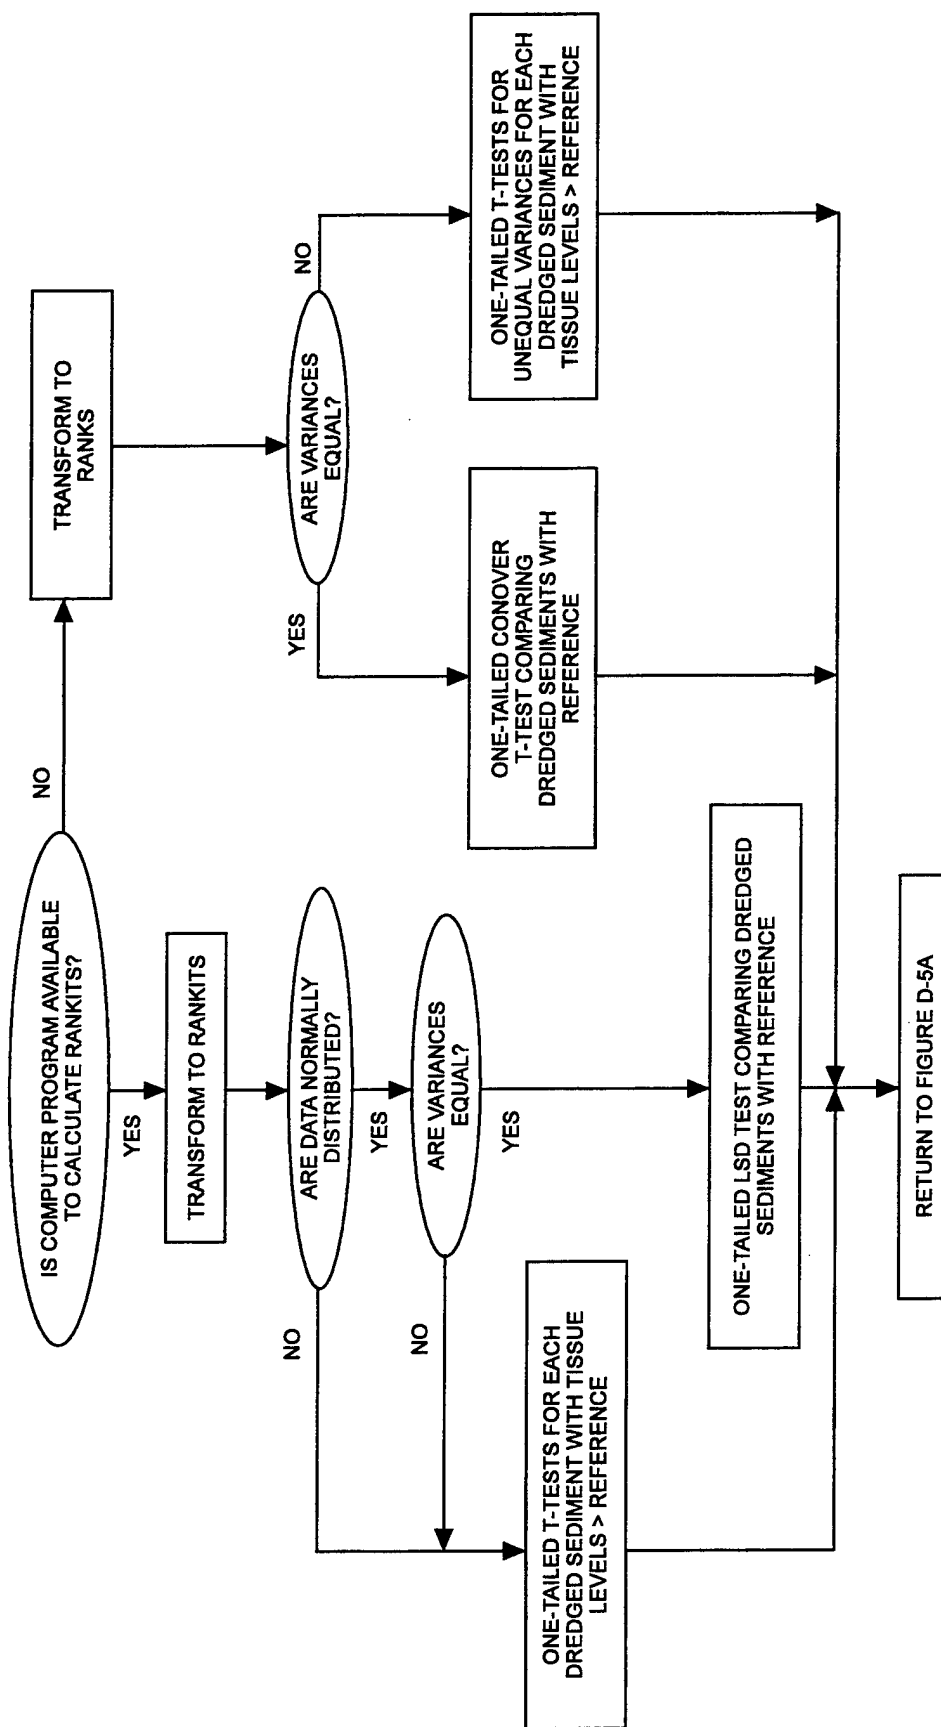 IS COMPUTER PROGRAM AVAILABLE
TO CALCULATE RANKITS?
NO
YES
TRANSFORM TO
RANKS
TRANSFORM TO RANKITS
ARE DATA NORMALLY
DISTRIBUTED?
NO
YES
ARE VARIANCES
EQUAL?
NO
YES
ARE VARIANCES
EQUAL?
YES
NO
ONE-TAILED T-TESTS FOR EACH
DREDGED SEDIMENT WITH TISSUE
LEVELS > REFERENCE
ONE-TAILED CONOVER
T-TEST COMPARING
DREDGED SEDIMENTS WITH
REFERENCE
ONE-TAILED T-TESTS FOR
UNEQUAL VARIANCES FOR EACH
DREDGED SEDIMENT WITH
TISSUE LEVELS > REFERENCE
ONE-TAILED LSD TEST COMPARING DREDGED
SEDIMENTS WITH REFERENCE
RETURN TO FIGURE D-5A